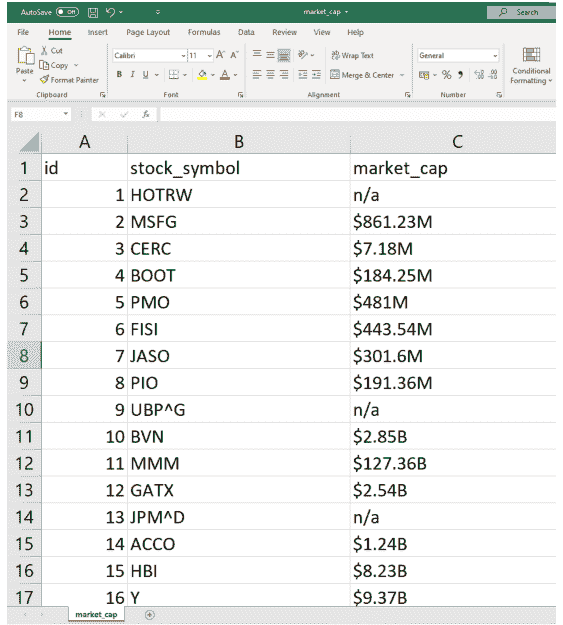 AutoSave Off market_cap Search
File Home Insert Page Layout Formulas Data Review View Help
Cut
Copy
Format Painter
Paste
Calibri 11 A A
B I U A
Wrap Text
Merge & Center
General
$ % 9
Conditional
Formatting
Clipboard Font Alignment Number
F8 fx
A B C
1 id stock_symbol market_cap
2 1 HOTRW n/a
3 2 MSFG $861.23M
4 3 CERC $7.18M
5 4 BOOT $184.25M
6 5 PMO $481M
7 6 FISI $443.54M
8 7 JASO $301.6M
9 8 PIO $191.36M
10 9 UBP^G n/a
11 10 BVN $2.85B
12 11 MMM $127.36B
13 12 GATX $2.54B
14 13 JPM^D n/a
15 14 ACCO $1.24B
16 15 HBI $8.23B
17 16 Y $9.37B
market_cap